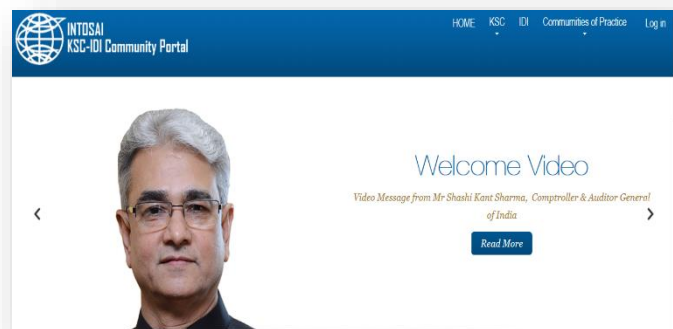 INTOSAI
KSC-IDI Community Portal
HOME KSC IDI Communities of Practice Log in
Welcome Video
Video Message from Mr Shashi Kant Sharma, Comptroller & Auditor General
of India
Read More